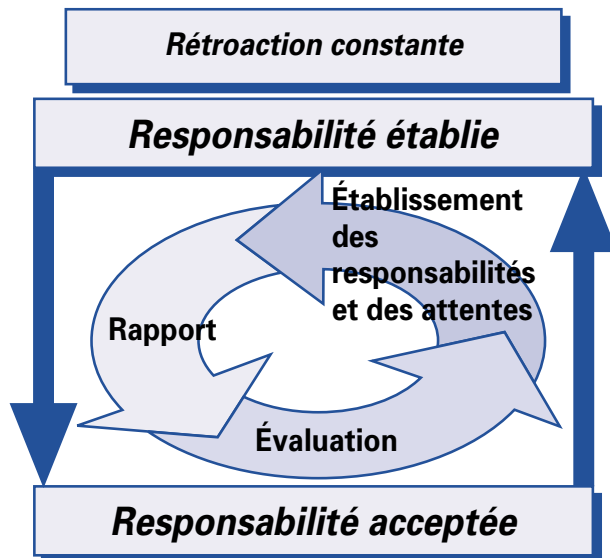 Rétroaction constante
Responsabilité établie
Établissement
des
responsabilités
et des attentes
Rapport
Évaluation
Responsabilité acceptée